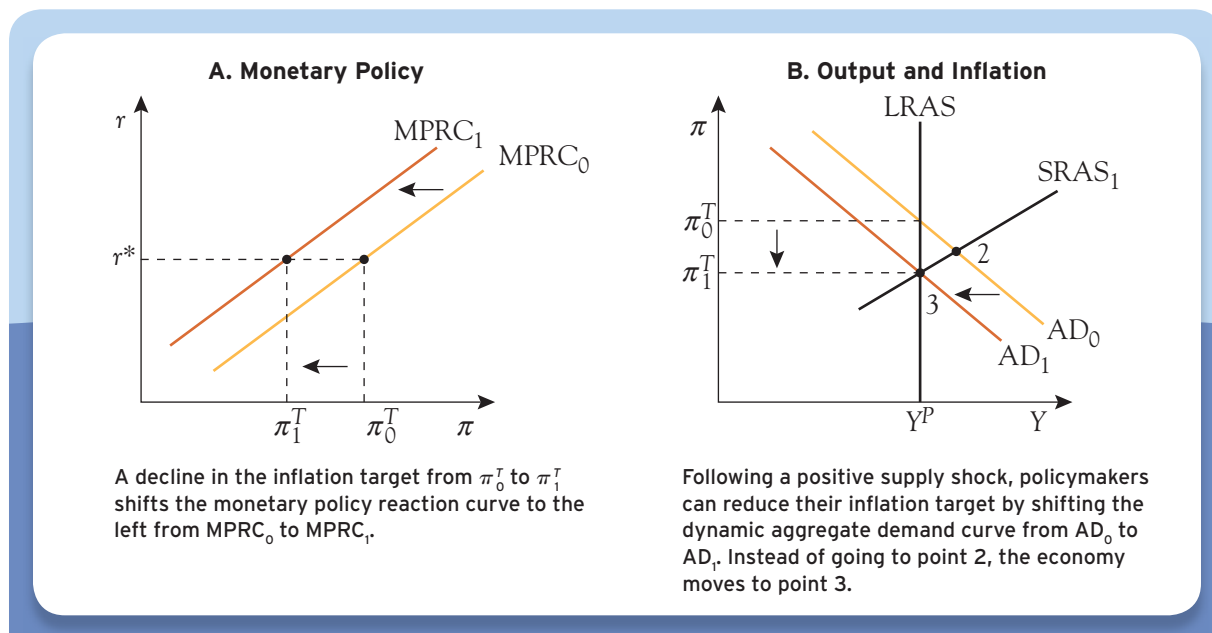 A. Monetary Policy
r
MPRC₁
MPRC₀
r*
π₁ᵀ
π₀ᵀ
π
A decline in the inflation target from π₀ᵀ to π₁ᵀ
shifts the monetary policy reaction curve to the
left from MPRC₀ to MPRC₁.
B. Output and Inflation
LRAS
π
SRAS₁
π₀ᵀ
2
π₁ᵀ
3
AD₀
AD₁
Yᴾ
Y
Following a positive supply shock, policymakers
can reduce their inflation target by shifting the
dynamic aggregate demand curve from AD₀ to
AD₁. Instead of going to point 2, the economy
moves to point 3.